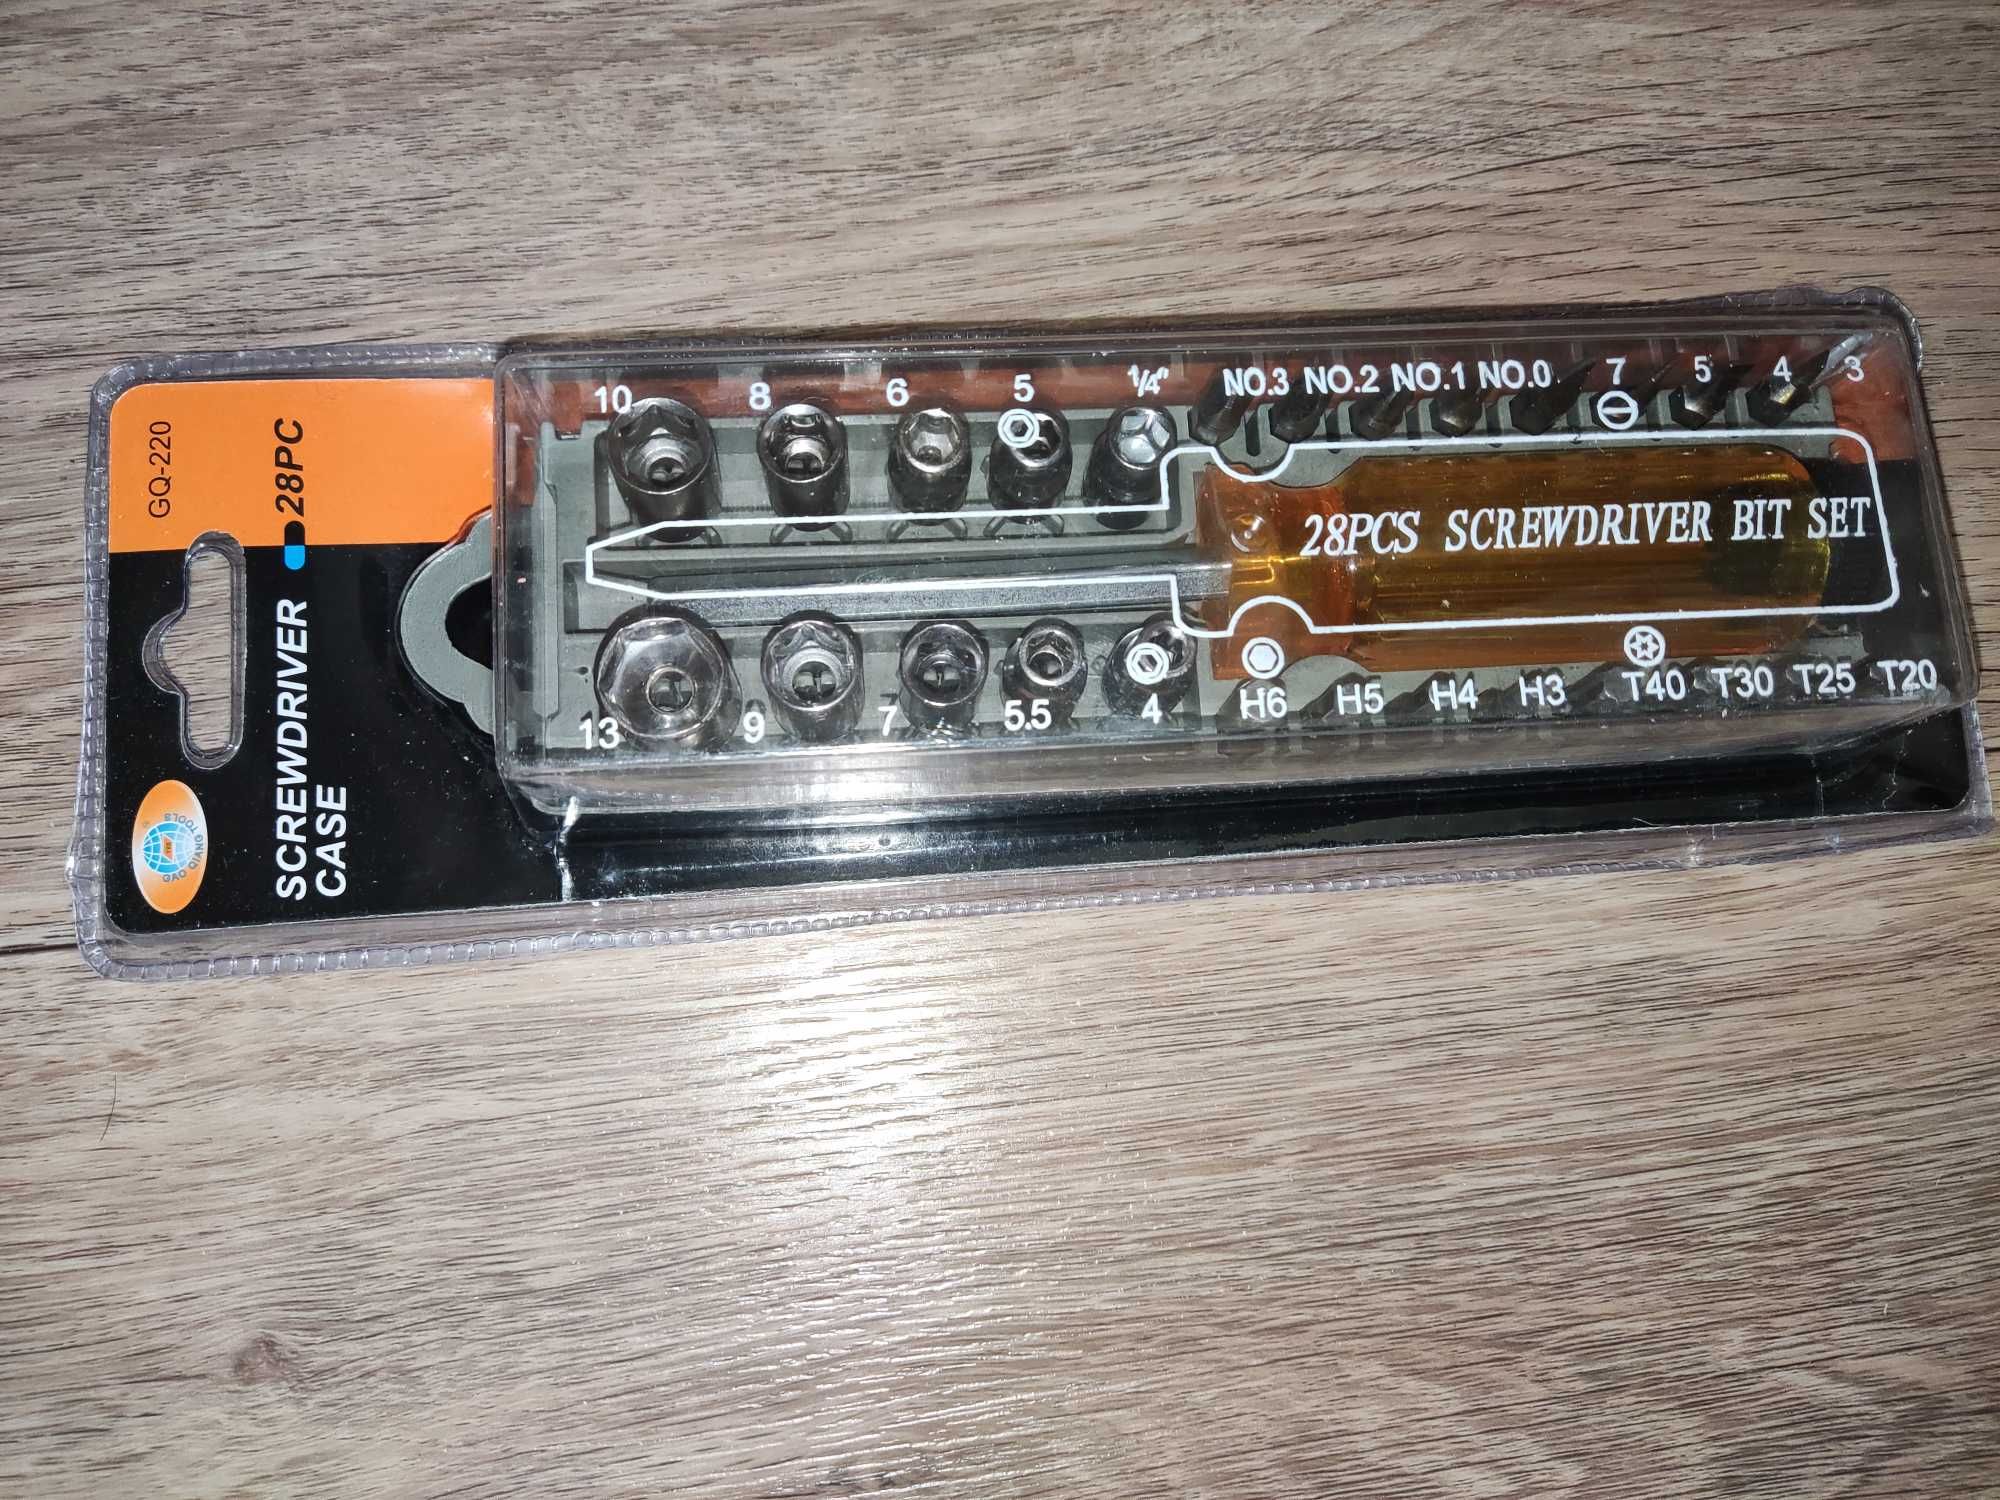 GQ-220
28PC
SCREWDRIVER
CASE
GAO QIANG TOOLS
10 8 6 5 1/4" NO.3 NO.2 NO.1 NO.0 7 5 4 3
28PCS SCREWDRIVER BIT SET
13 9 7 5.5 4 H6 H5 H4 H3 T40 T30 T25 T20